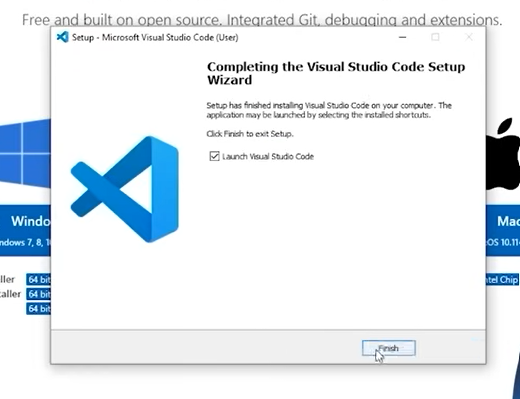 Free and built on open source. Integrated Git, debugging and extensions.
Setup - Microsoft Visual Studio Code (User)
Completing the Visual Studio Code Setup
Wizard
Setup has finished installing Visual Studio Code on your computer. The
application may be launched by selecting the installed shortcuts.
Click Finish to exit Setup.
Launch Visual Studio Code
Windo
Mac
ndows 7, 8, 1
OS 10.11
ller
64 bit
ntel Chip
taller
64 bit
64 bit
Finish